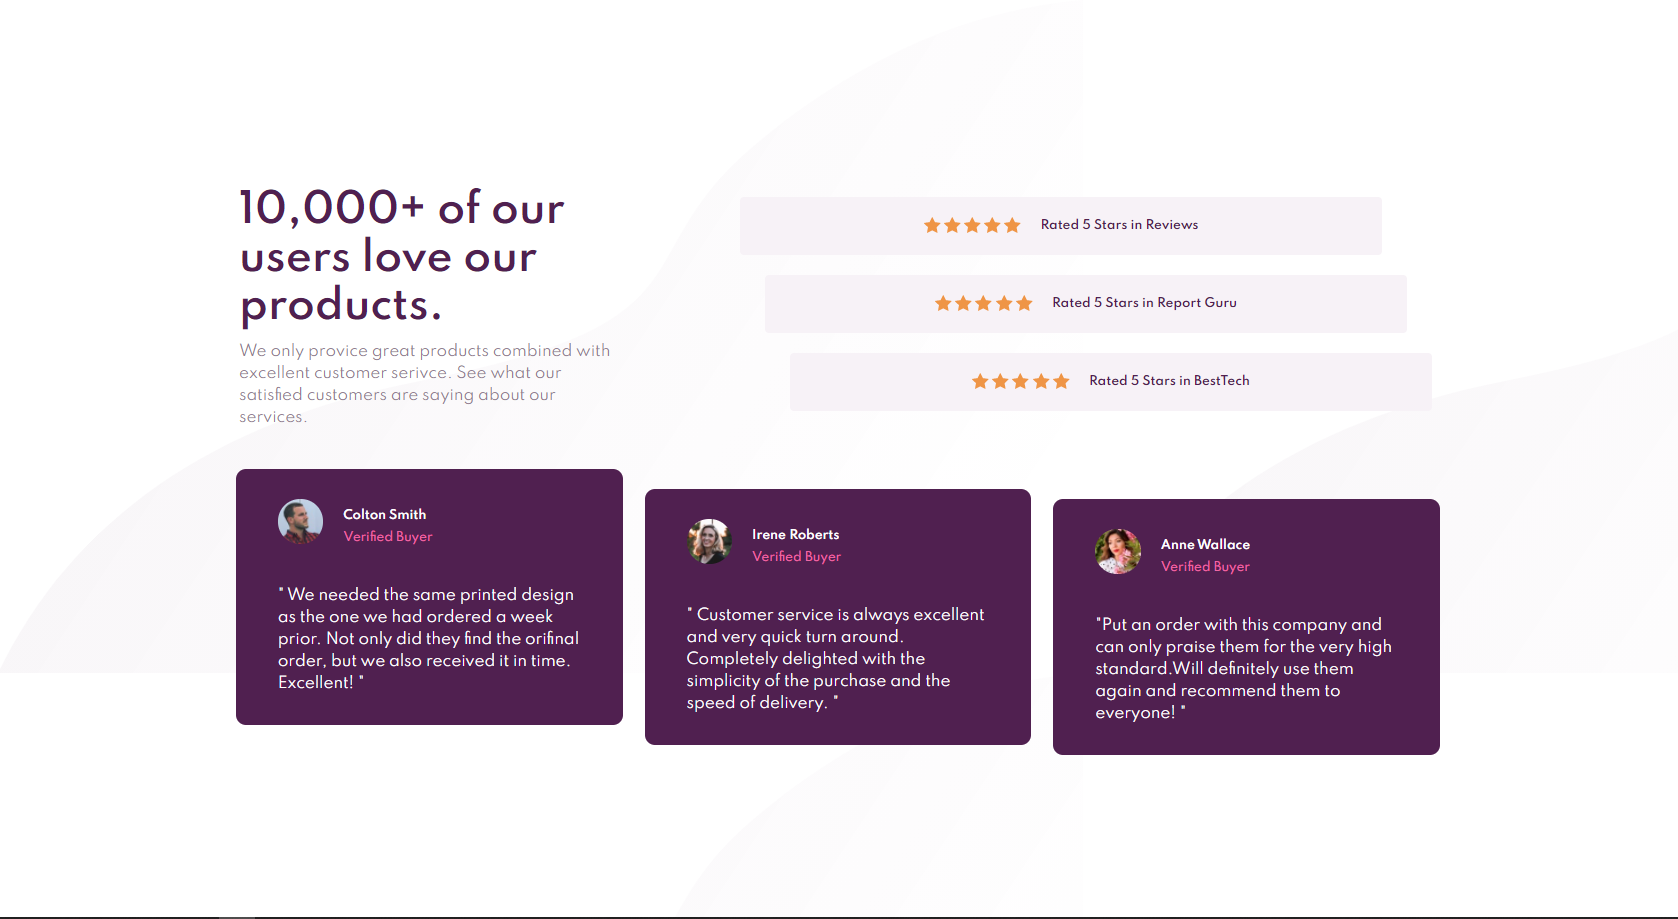 10,000+ of our
users love our
products.
We only provice great products combined with
excellent customer serivce. See what our
satisfied customers are saying about our
services.
Rated 5 Stars in Reviews
Rated 5 Stars in Report Guru
Rated 5 Stars in BestTech
Colton Smith
Verified Buyer
" We needed the same printed design
as the one we had ordered a week
prior. Not only did they find the orifinal
order, but we also received it in time.
Excellent! "
Irene Roberts
Verified Buyer
" Customer service is always excellent
and very quick turn around.
Completely delighted with the
simplicity of the purchase and the
speed of delivery. "
Anne Wallace
Verified Buyer
"Put an order with this company and
can only praise them for the very high
standard.Will definitely use them
again and recommend them to
everyone! "